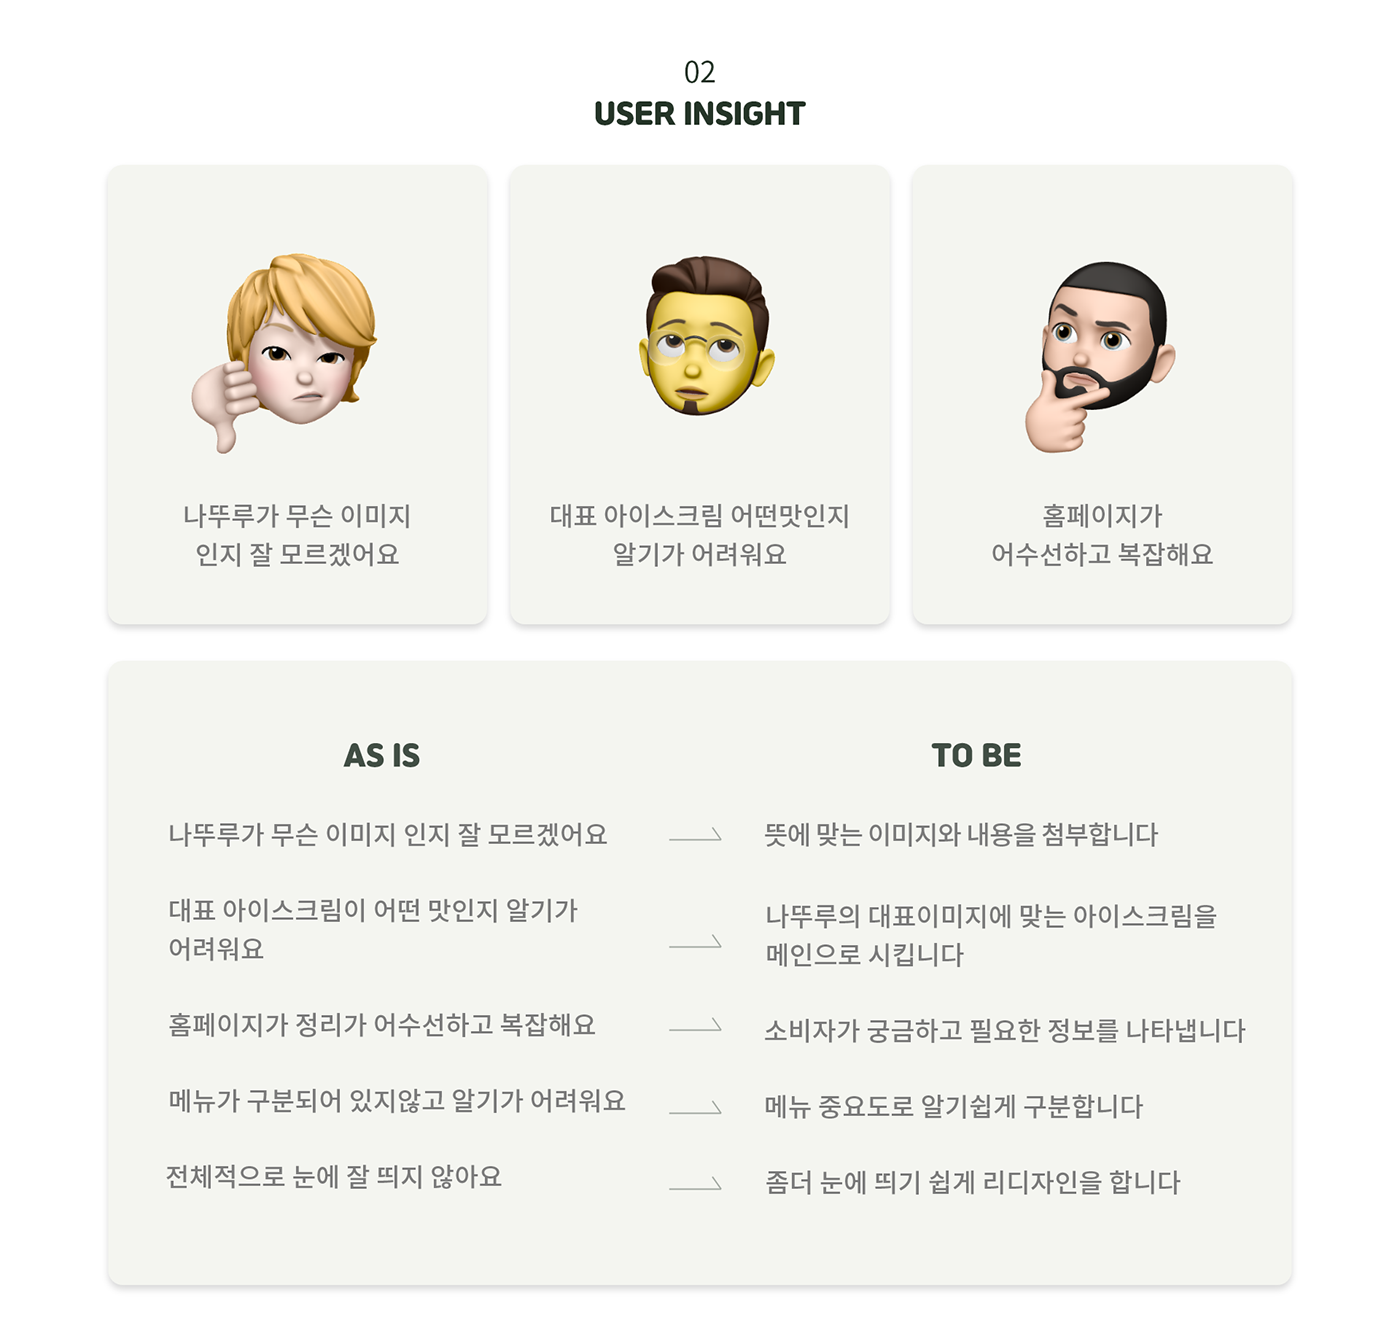 02
USER INSIGHT
나뚜루가 무슨 이미지
인지 잘 모르겠어요
대표 아이스크림 어떤맛인지
알기가 어려워요
홈페이지가
어수선하고 복잡해요
AS IS
TO BE
나뚜루가 무슨 이미지 인지 잘 모르겠어요
뜻에 맞는 이미지와 내용을 첨부합니다
대표 아이스크림이 어떤 맛인지 알기가
어려워요
나뚜루의 대표이미지에 맞는 아이스크림을
메인으로 시킵니다
홈페이지가 정리가 어수선하고 복잡해요
소비자가 궁금하고 필요한 정보를 나타냅니다
메뉴가 구분되어 있지않고 알기가 어려워요
메뉴 중요도로 알기쉽게 구분합니다
전체적으로 눈에 잘 띄지 않아요
좀더 눈에 띄기 쉽게 리디자인을 합니다